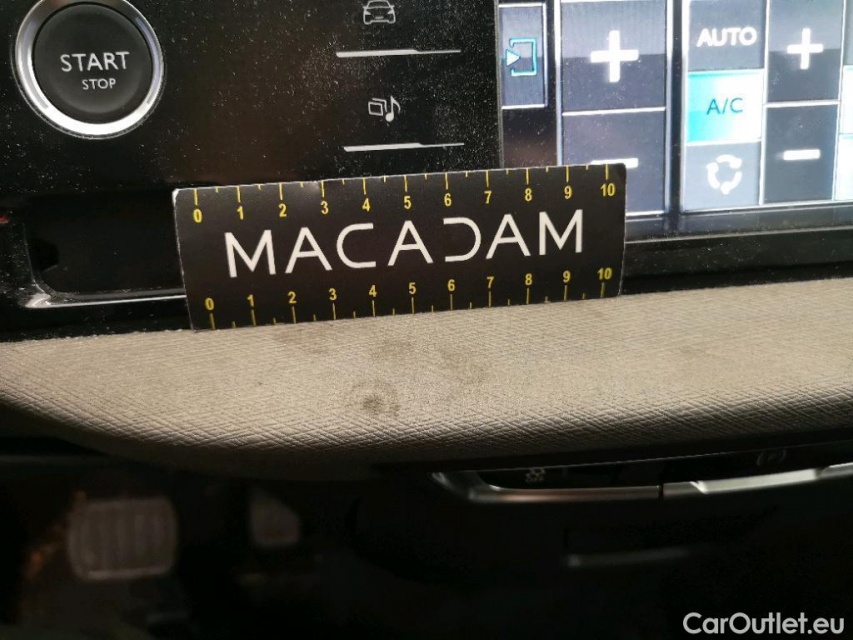 START
STOP
AUTO
A/C
0 1 2 3 4 5 6 7 8 9 10
MACADAM
0 1 2 3 4 5 6 7 8 9 10
CarOutlet.eu